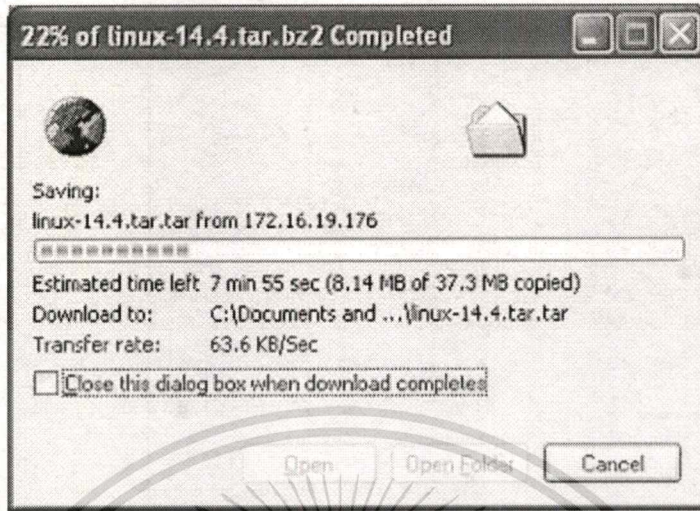 22% of linux-14.4.tar.bz2 Completed
Saving:
linux-14.4.tar.tar from 172.16.19.176
Estimated time left 7 min 55 sec (8.14 MB of 37.3 MB copied)
Download to: C:\Documents and ...\linux-14.4.tar.tar
Transfer rate: 63.6 KB/Sec
Close this dialog box when download completes
Open Open Folder Cancel